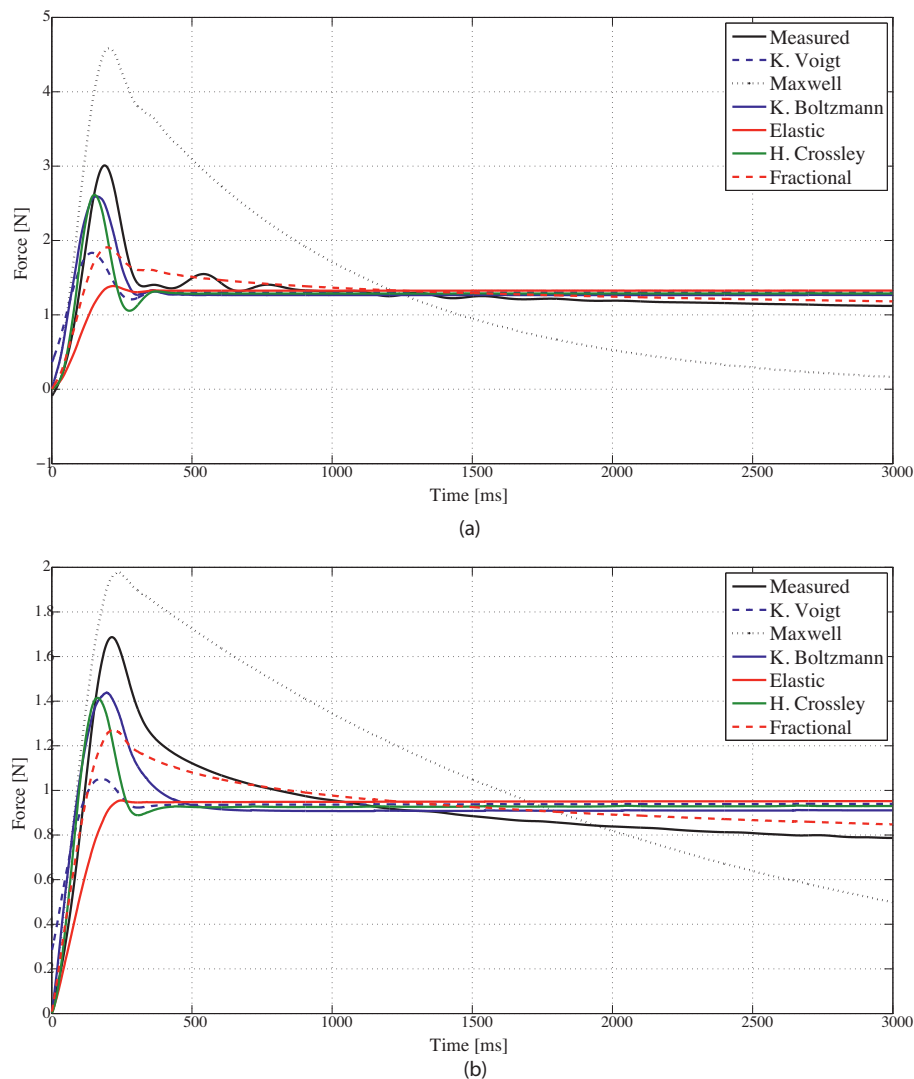 5
4
3
2
1
0
−1
Force [N]
0
500
1000
1500
2000
2500
3000
Time [ms]
Measured
K. Voigt
Maxwell
K. Boltzmann
Elastic
H. Crossley
Fractional
(a)
2
1.8
1.6
1.4
1.2
1
0.8
0.6
0.4
0.2
0
Force [N]
0
500
1000
1500
2000
2500
3000
Time [ms]
Measured
K. Voigt
Maxwell
K. Boltzmann
Elastic
H. Crossley
Fractional
(b)